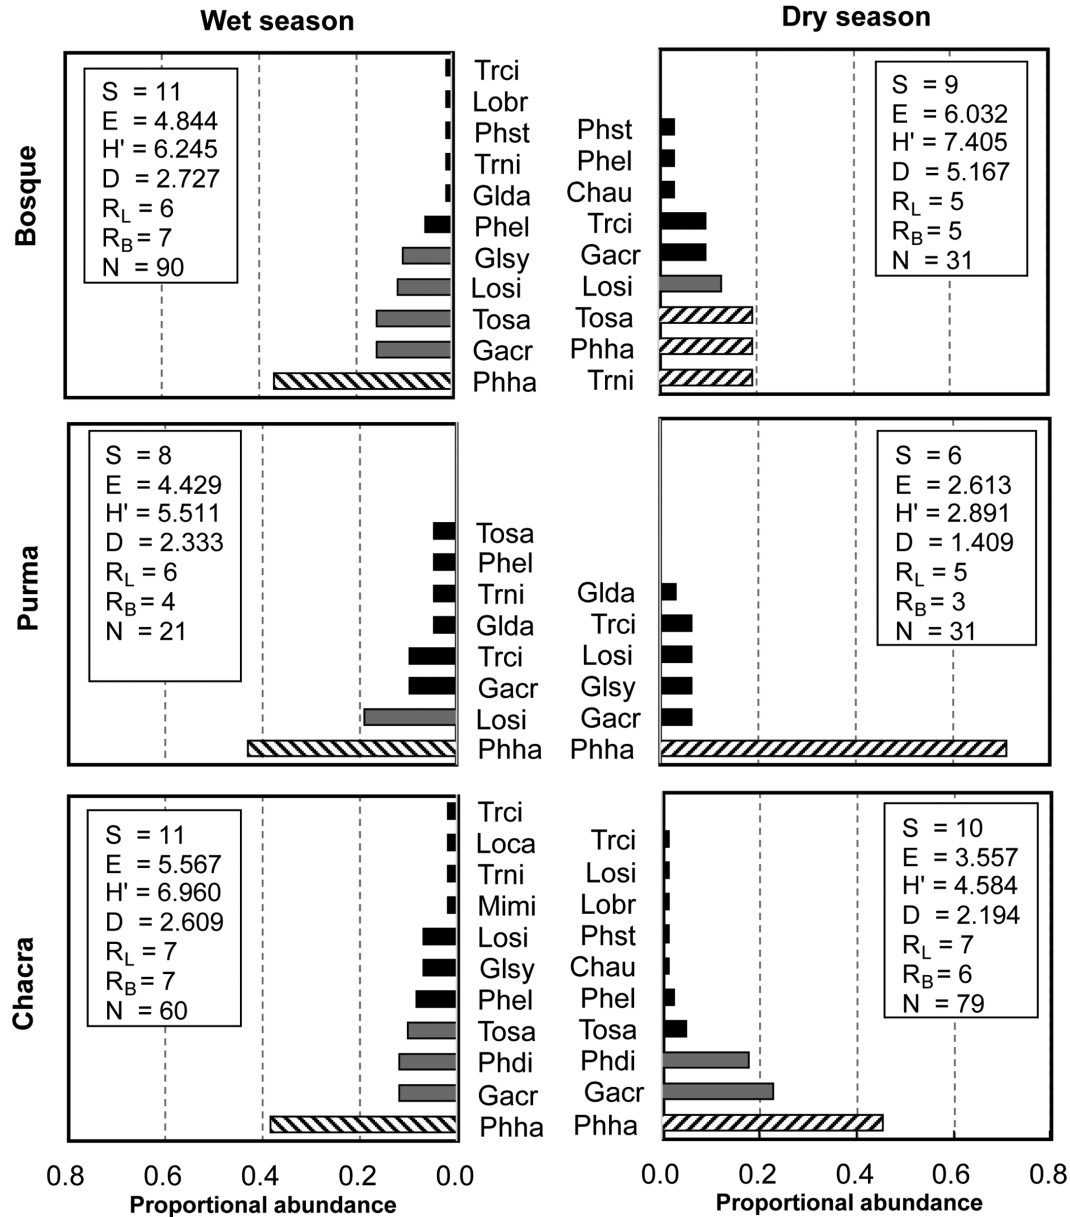 Wet season
Dry season
Bosque
S = 11
E = 4.844
H' = 6.245
D = 2.727
RL = 6
RB = 7
N = 90
Trci
Lobr
Phst
Trni
Glda
Phel
Glsy
Losi
Tosa
Gacr
Phha
Phst
Phel
Chau
Trci
Gacr
Losi
Tosa
Phha
Trni
S = 9
E = 6.032
H' = 7.405
D = 5.167
RL = 5
RB = 5
N = 31
Purma
S = 8
E = 4.429
H' = 5.511
D = 2.333
RL = 6
RB = 4
N = 21
Tosa
Phel
Trni
Glda
Trci
Gacr
Losi
Phha
Glda
Trci
Losi
Glsy
Gacr
Phha
S = 6
E = 2.613
H' = 2.891
D = 1.409
RL = 5
RB = 3
N = 31
Chacra
S = 11
E = 5.567
H' = 6.960
D = 2.609
RL = 7
RB = 7
N = 60
Trci
Loca
Trni
Mimi
Losi
Glsy
Phel
Tosa
Phdi
Gacr
Phha
Trci
Losi
Lobr
Phst
Chau
Phel
Tosa
Phdi
Gacr
Phha
S = 10
E = 3.557
H' = 4.584
D = 2.194
RL = 7
RB = 6
N = 79
0.8 0.6 0.4 0.2 0.0
Proportional abundance
0.0 0.2 0.4 0.6 0.8
Proportional abundance